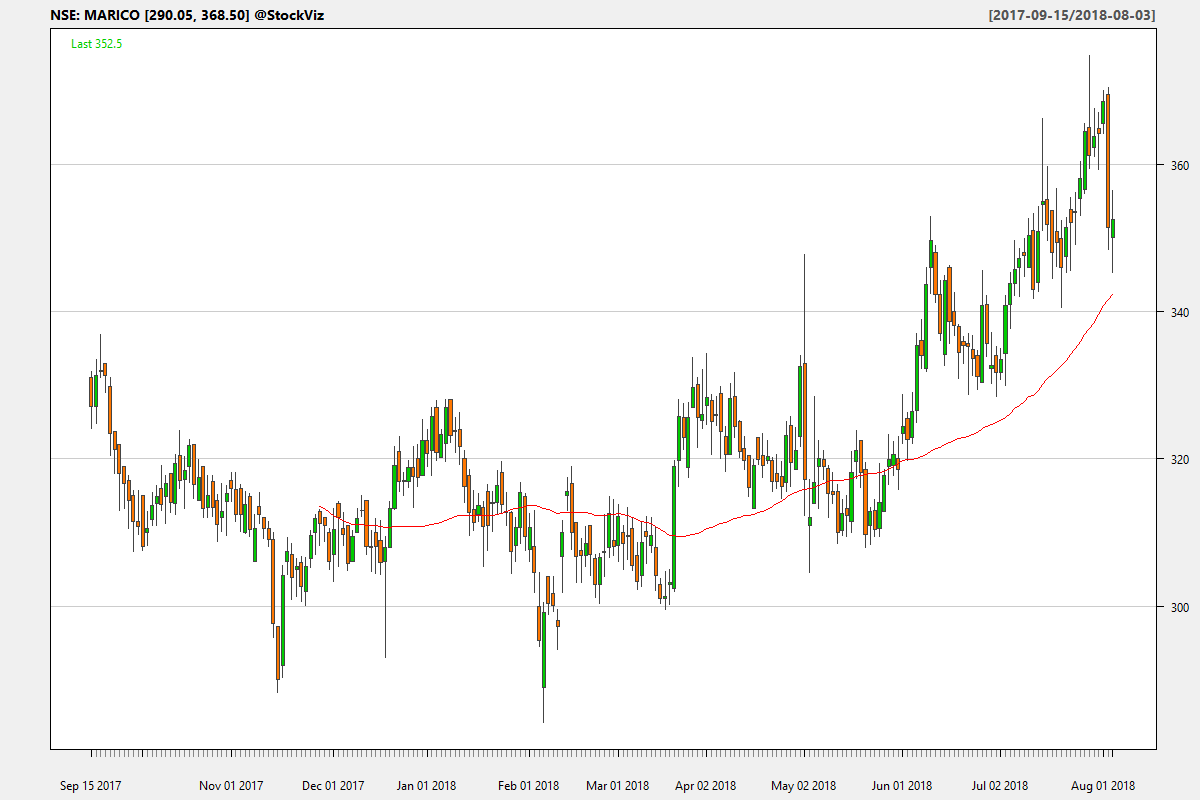 NSE: MARICO [290.05, 368.50] @StockViz [2017-09-15/2018-08-03]
Last 352.5
360
340
320
300
Sep 15 2017 Nov 01 2017 Dec 01 2017 Jan 01 2018 Feb 01 2018 Mar 01 2018 Apr 02 2018 May 02 2018 Jun 01 2018 Jul 02 2018 Aug 01 2018